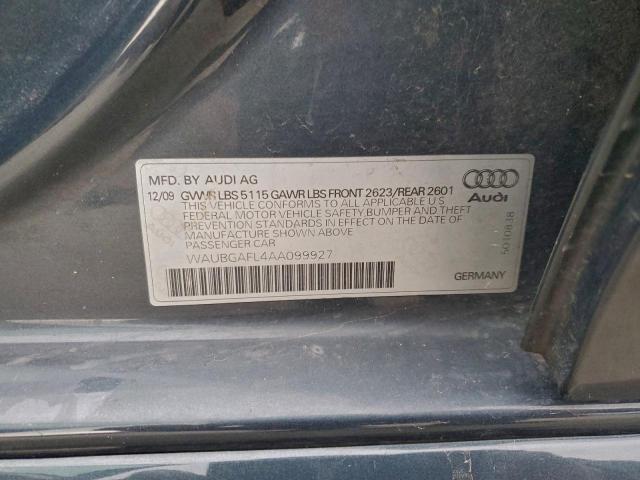 MFD. BY AUDI AG
12/09 GVWR LBS 5115 GAWR LBS FRONT 2623/REAR 2601
THIS VEHICLE CONFORMS TO ALL APPLICABLE U.S
FEDERAL MOTOR VEHICLE SAFETY, BUMPER AND THEFT
PREVENTION STANDARDS IN EFFECT ON THE DATE OF
MANUFACTURE SHOWN ABOVE
PASSENGER CAR
WAUBGAFL4AA099927
Audi
5010838
GERMANY